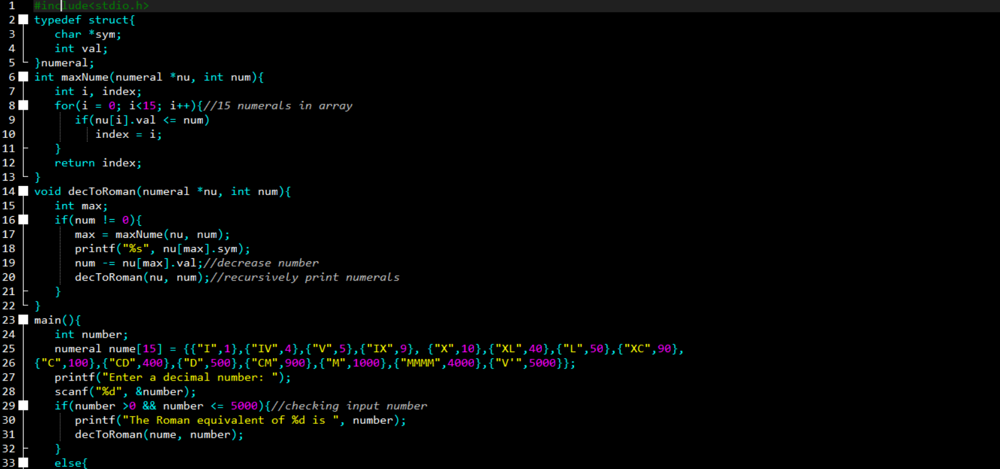 1 #include<stdio.h>
2 typedef struct{
3 char *sym;
4 int val;
5 }numeral;
6 int maxNume(numeral *nu, int num){
7 int i, index;
8 for(i = 0; i<15; i++){//15 numerals in array
9 if(nu[i].val <= num)
10 index = i;
11 }
12 return index;
13 }
14 void decToRoman(numeral *nu, int num){
15 int max;
16 if(num != 0){
17 max = maxNume(nu, num);
18 printf("%s", nu[max].sym);
19 num -= nu[max].val;//decrease number
20 decToRoman(nu, num);//recursively print numerals
21 }
22 }
23 main(){
24 int number;
25 numeral nume[15] = {{"I",1},{"IV",4},{"V",5},{"IX",9}, {"X",10},{"XL",40},{"L",50},{"XC",90},
26 {"C",100},{"CD",400},{"D",500},{"CM",900},{"M",1000},{"MMMM",4000},{"V'",5000}};
27 printf("Enter a decimal number: ");
28 scanf("%d", &number);
29 if(number >0 && number <= 5000){//checking input number
30 printf("The Roman equivalent of %d is ", number);
31 decToRoman(nume, number);
32 }
33 else{